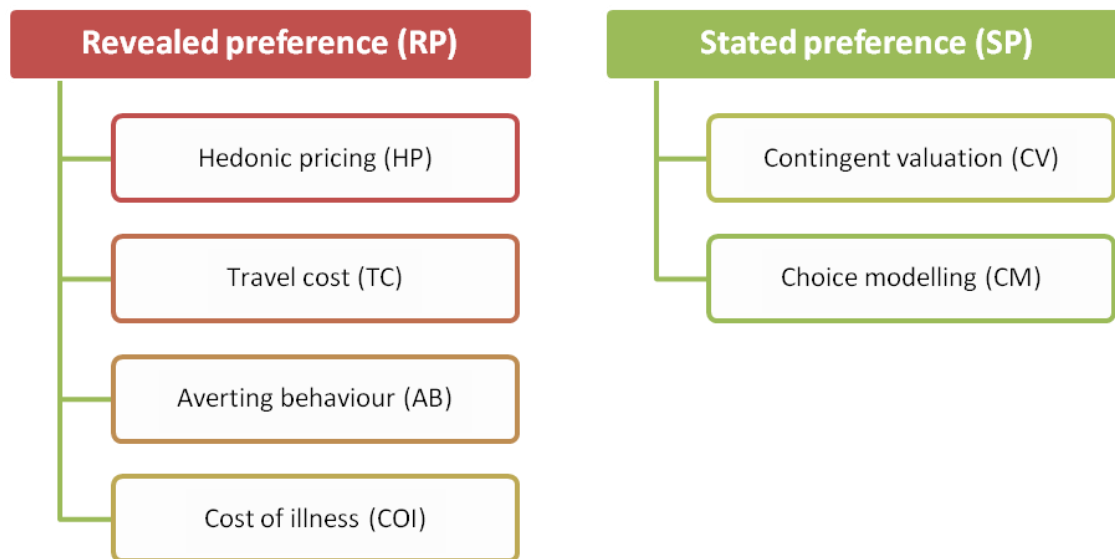 Revealed preference (RP)
Hedonic pricing (HP)
Travel cost (TC)
Averting behaviour (AB)
Cost of illness (COI)
Stated preference (SP)
Contingent valuation (CV)
Choice modelling (CM)